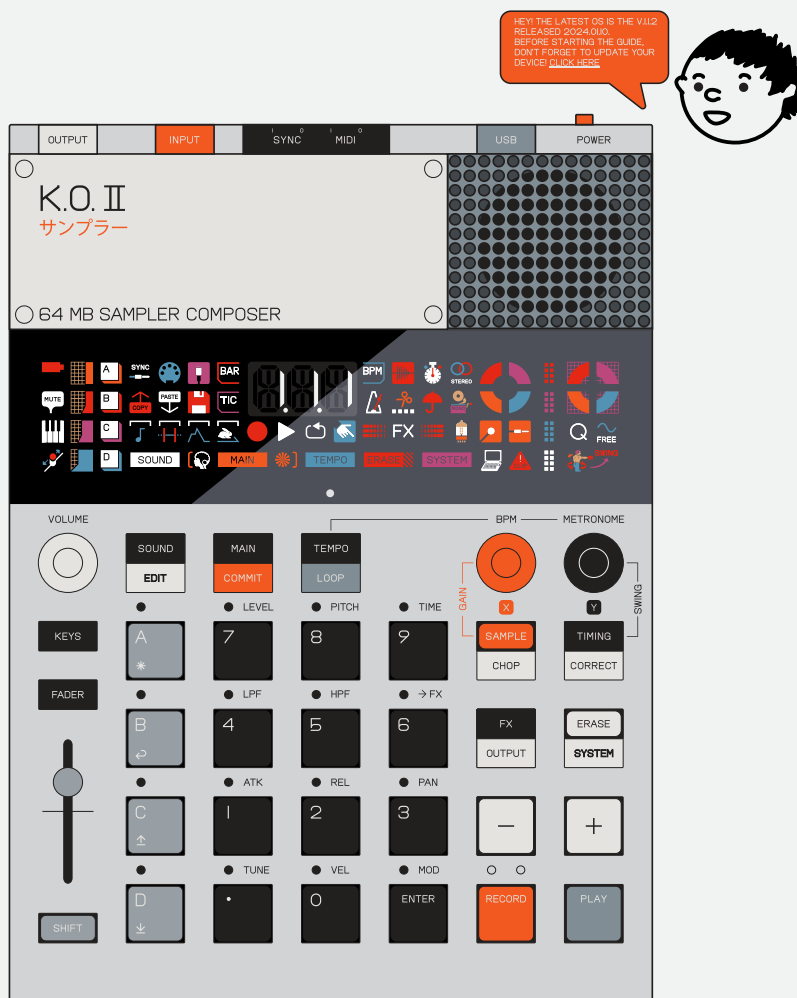 HEY! THE LATEST OS IS THE V.1.1.2
RELEASED 2024.01.10.
BEFORE STARTING THE GUIDE,
DON'T FORGET TO UPDATE YOUR
DEVICE! CLICK HERE
OUTPUT
INPUT
I O I O
SYNC MIDI
USB
POWER
K.O. II
サンプラー
64 MB SAMPLER COMPOSER
A SYNC BAR BPM STEREO
MUTE B COPY PASTE TIC
C FX Q FREE
D SOUND MAIN TEMPO ERASE SYSTEM SWING
VOLUME BPM METRONOME
SOUND MAIN TEMPO
EDIT COMMIT LOOP
GAIN X Y SWING
LEVEL PITCH TIME
KEYS A 7 8 9 SAMPLE TIMING
* CHOP CORRECT
FADER LPF HPF →FX
B 4 5 6 FX ERASE
↩ OUTPUT SYSTEM
ATK REL PAN
C 1 2 3 − +
↥
TUNE VEL MOD
D • 0 ENTER RECORD PLAY
SHIFT ↧